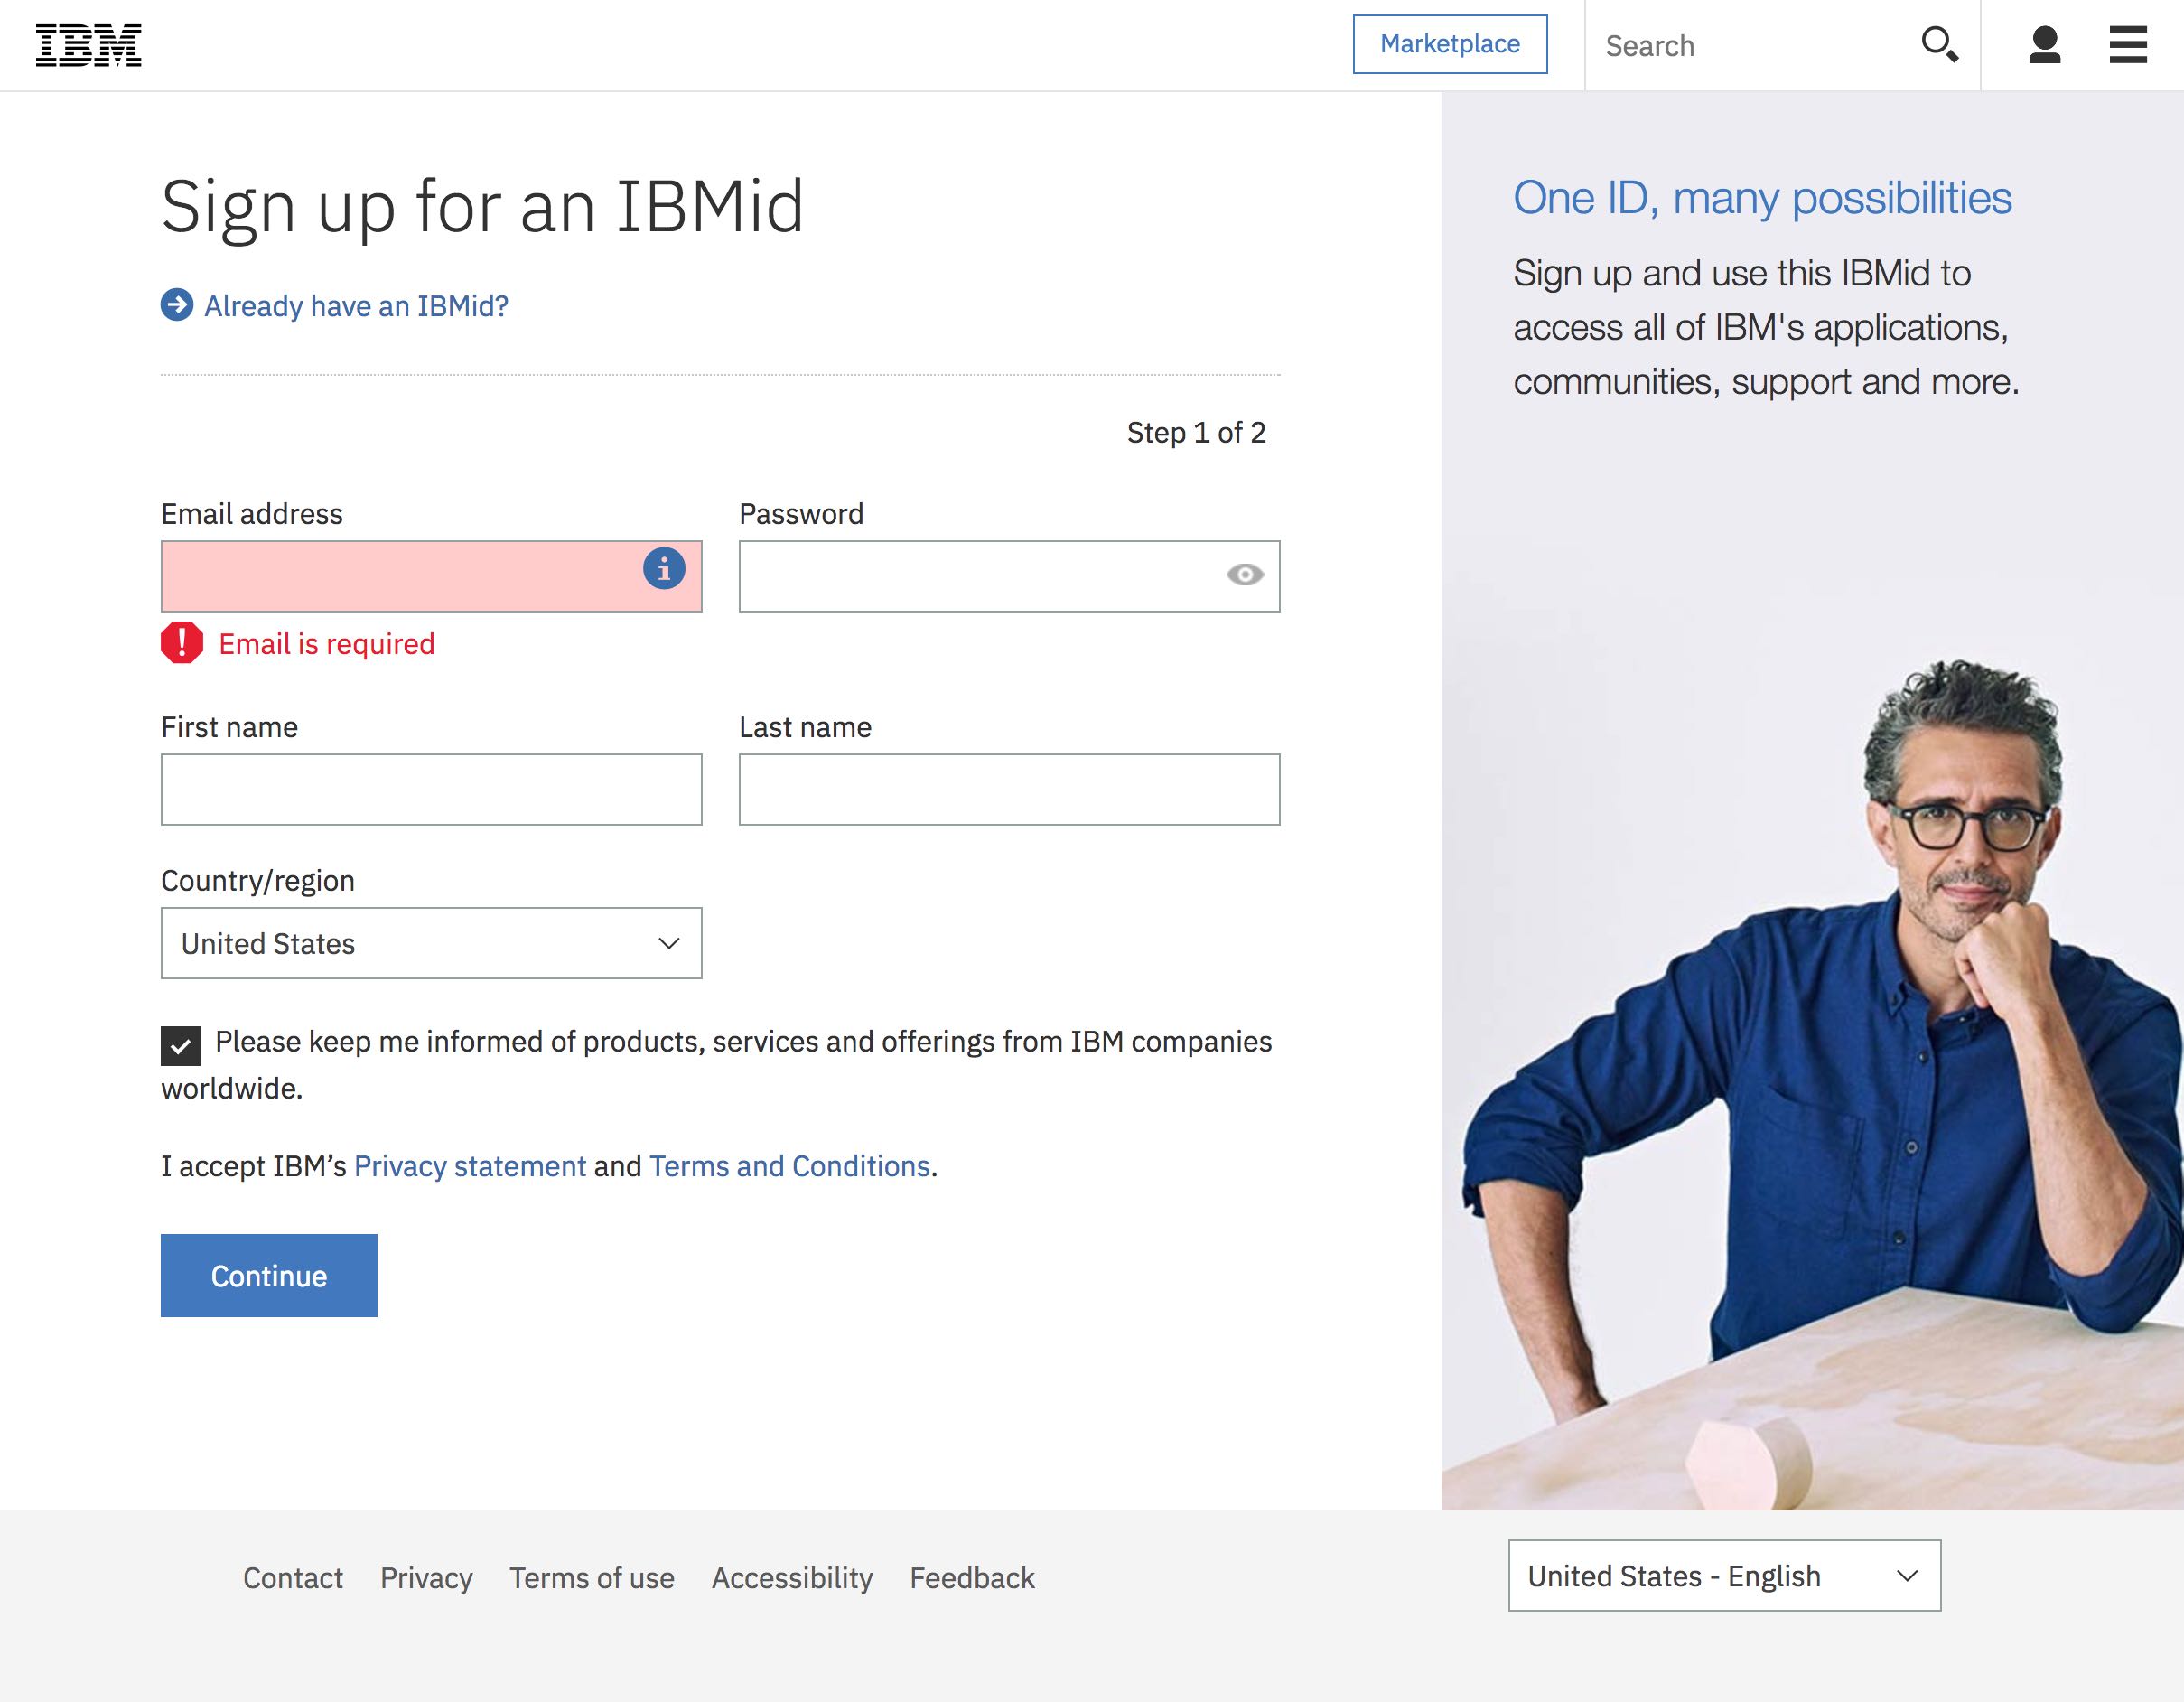 IBM
Marketplace
Search
Sign up for an IBMid
Already have an IBMid?
Step 1 of 2
Email address
Password
Email is required
First name
Last name
Country/region
United States
Please keep me informed of products, services and offerings from IBM companies
worldwide.
I accept IBM’s Privacy statement and Terms and Conditions.
Continue
One ID, many possibilities
Sign up and use this IBMid to
access all of IBM's applications,
communities, support and more.
Contact Privacy Terms of use Accessibility Feedback
United States - English